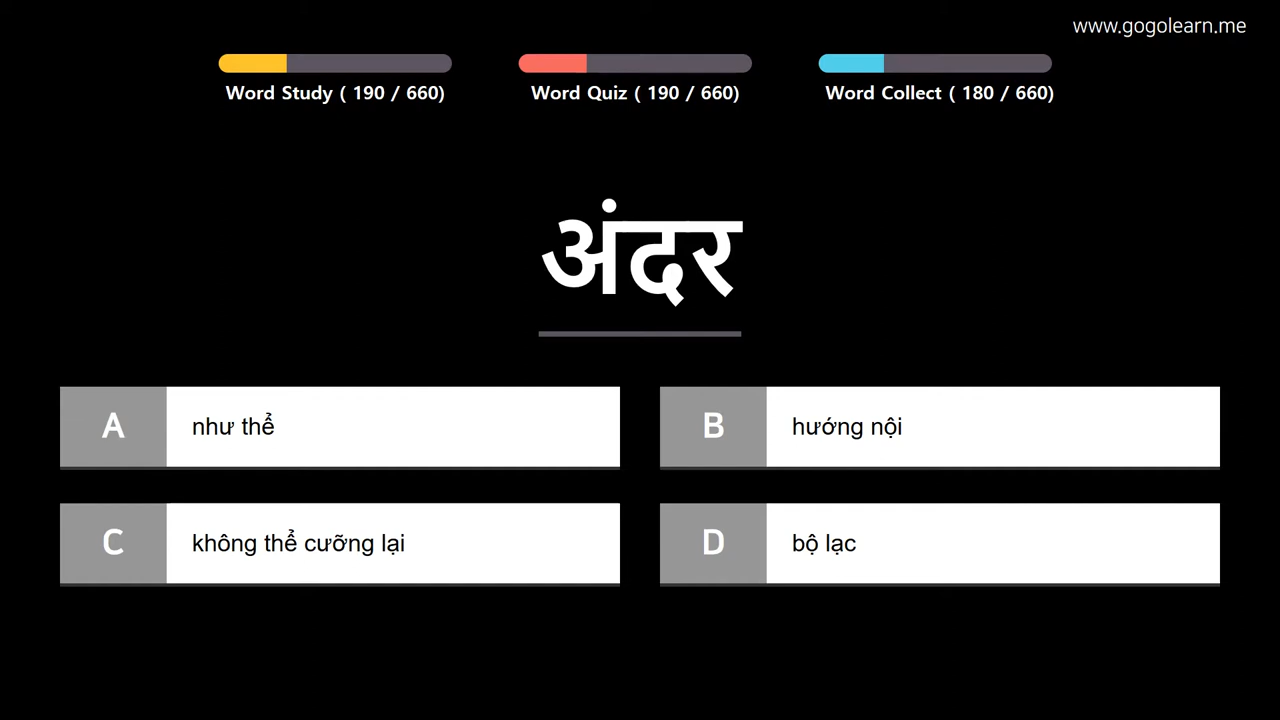 www.gogolearn.me
Word Study ( 190 / 660)
Word Quiz ( 190 / 660)
Word Collect ( 180 / 660)
अंदर
A như thể
B hướng nội
C không thể cưỡng lại
D bộ lạc